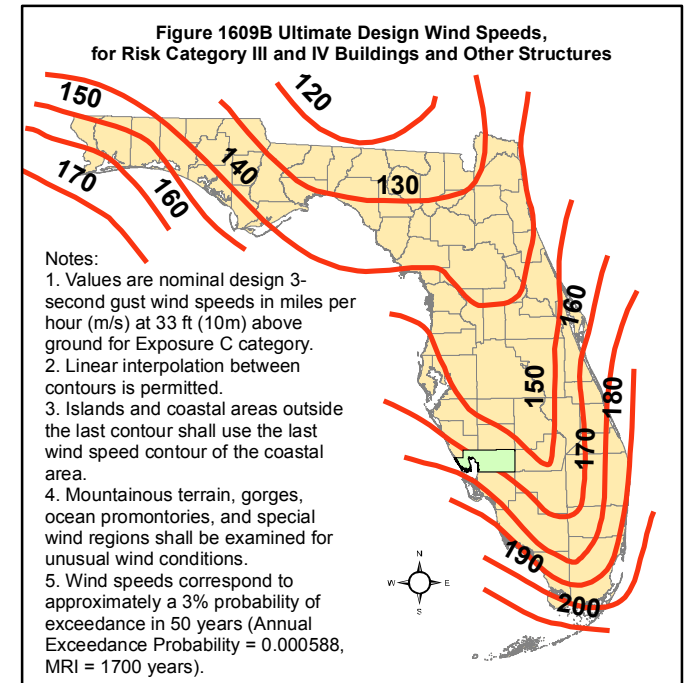 Figure 1609B Ultimate Design Wind Speeds,
for Risk Category III and IV Buildings and Other Structures
150
120
170
160
140
130
Notes:
1. Values are nominal design 3-
second gust wind speeds in miles per
hour (m/s) at 33 ft (10m) above
ground for Exposure C category.
2. Linear interpolation between
contours is permitted.
3. Islands and coastal areas outside
the last contour shall use the last
wind speed contour of the coastal
area.
4. Mountainous terrain, gorges,
ocean promontories, and special
wind regions shall be examined for
unusual wind conditions.
5. Wind speeds correspond to
approximately a 3% probability of
exceedance in 50 years (Annual
Exceedance Probability = 0.000588,
MRI = 1700 years).
160
150
180
170
190
200
N
W E
S